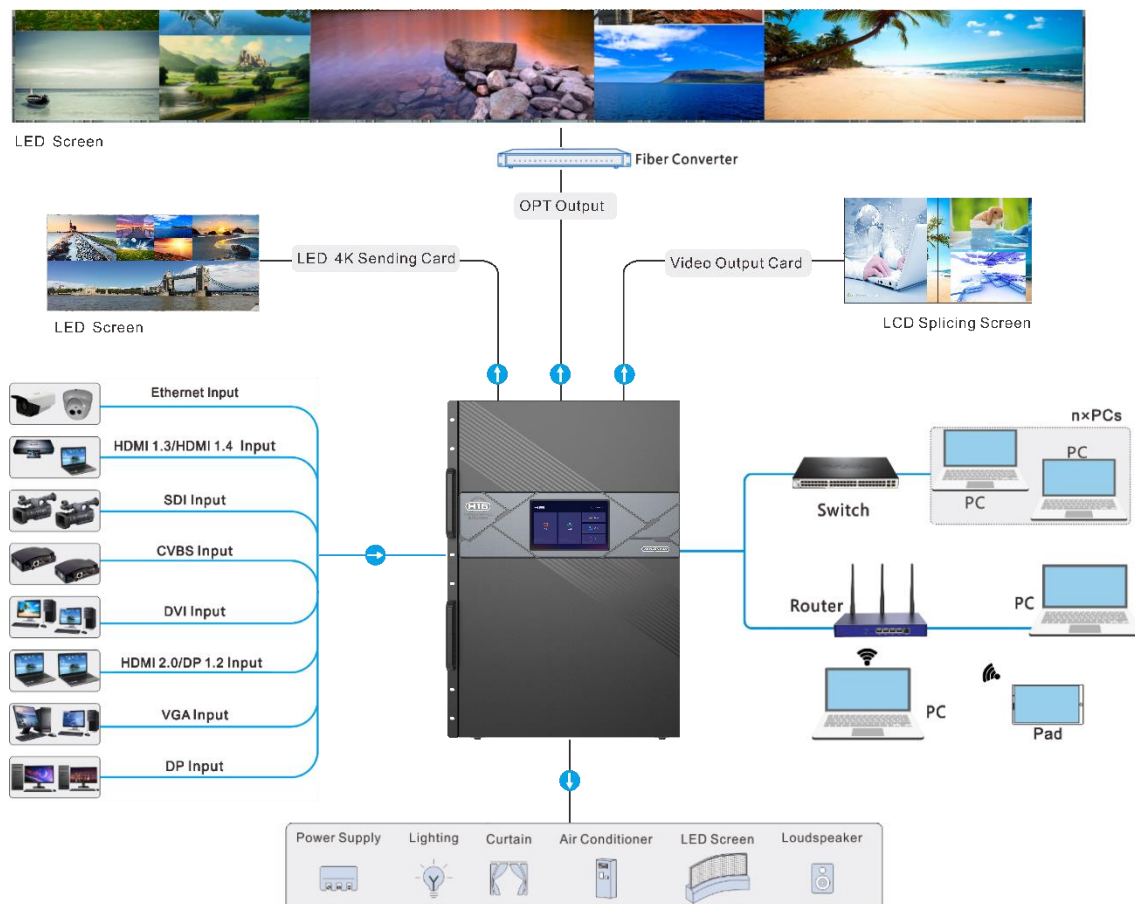 LED Screen
Fiber Converter
OPT Output
LED 4K Sending Card
Video Output Card
LED Screen
LCD Splicing Screen
Ethernet Input
HDMI 1.3/HDMI 1.4 Input
SDI Input
CVBS Input
DVI Input
HDMI 2.0/DP 1.2 Input
VGA Input
DP Input
H15
n×PCs
PC
PC
Switch
Router
PC
PC
Pad
Power Supply
Lighting
Curtain
Air Conditioner
LED Screen
Loudspeaker